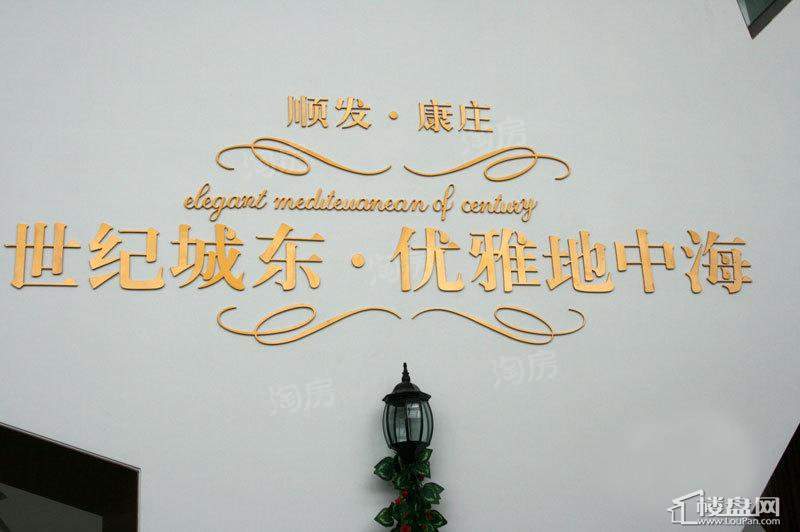 顺发·康庄
elegant mediteuanean of century
世纪城东·优雅地中海
淘房
淘房
淘房
淘房
楼盘网
www.LouPan.com